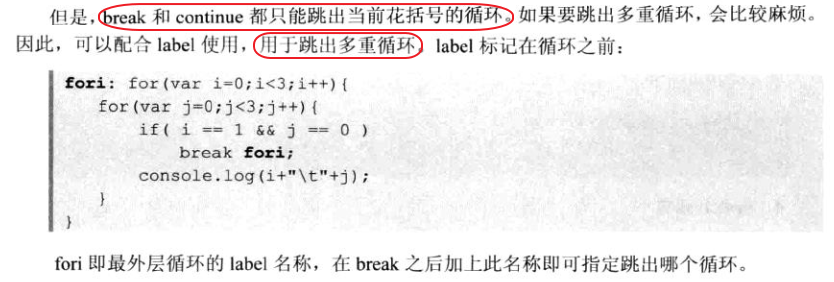 但是，break 和 continue 都只能跳出当前花括号的循环。如果要跳出多重循环，会比较麻烦。
因此，可以配合 label 使用，用于跳出多重循环。label 标记在循环之前：
fori: for(var i=0;i<3;i++){
for(var j=0;j<3;j++){
if( i == 1 && j == 0 )
break fori;
console.log(i+"\t"+j);
}
}
fori 即最外层循环的 label 名称，在 break 之后加上此名称即可指定跳出哪个循环。